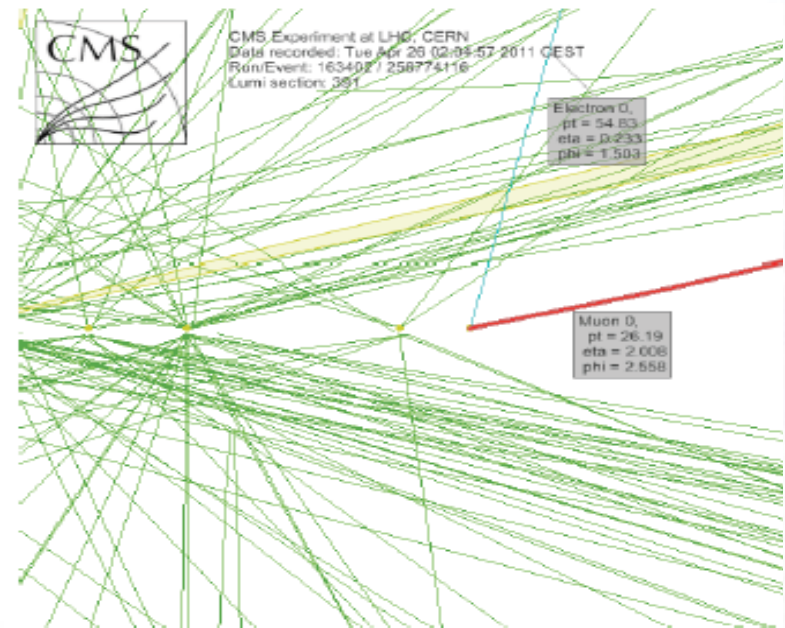 CMS
CMS Experiment at LHC, CERN
Data recorded: Tue Apr 26 02:04:57 2011 CEST
Run/Event: 163402 / 258774116
Lumi section: 391
Electron 0,
pt = 54.83
eta = 0.233
phi = 1.503
Muon 0,
pt = 26.19
eta = 2.008
phi = 2.558